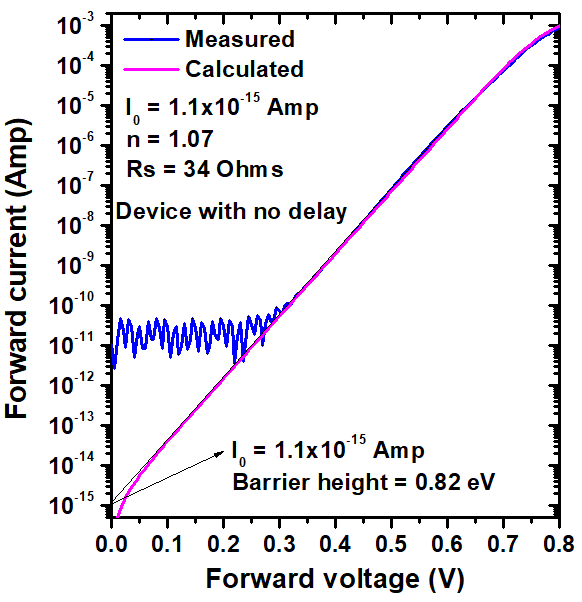 Measured
Calculated
I₀ = 1.1x10⁻¹⁵ Amp
n = 1.07
Rs = 34 Ohms
Device with no delay
I₀ = 1.1x10⁻¹⁵ Amp
Barrier height = 0.82 eV
Forward current (Amp)
10⁻³
10⁻⁴
10⁻⁵
10⁻⁶
10⁻⁷
10⁻⁸
10⁻⁹
10⁻¹⁰
10⁻¹¹
10⁻¹²
10⁻¹³
10⁻¹⁴
10⁻¹⁵
0.0 0.1 0.2 0.3 0.4 0.5 0.6 0.7 0.8
Forward voltage (V)